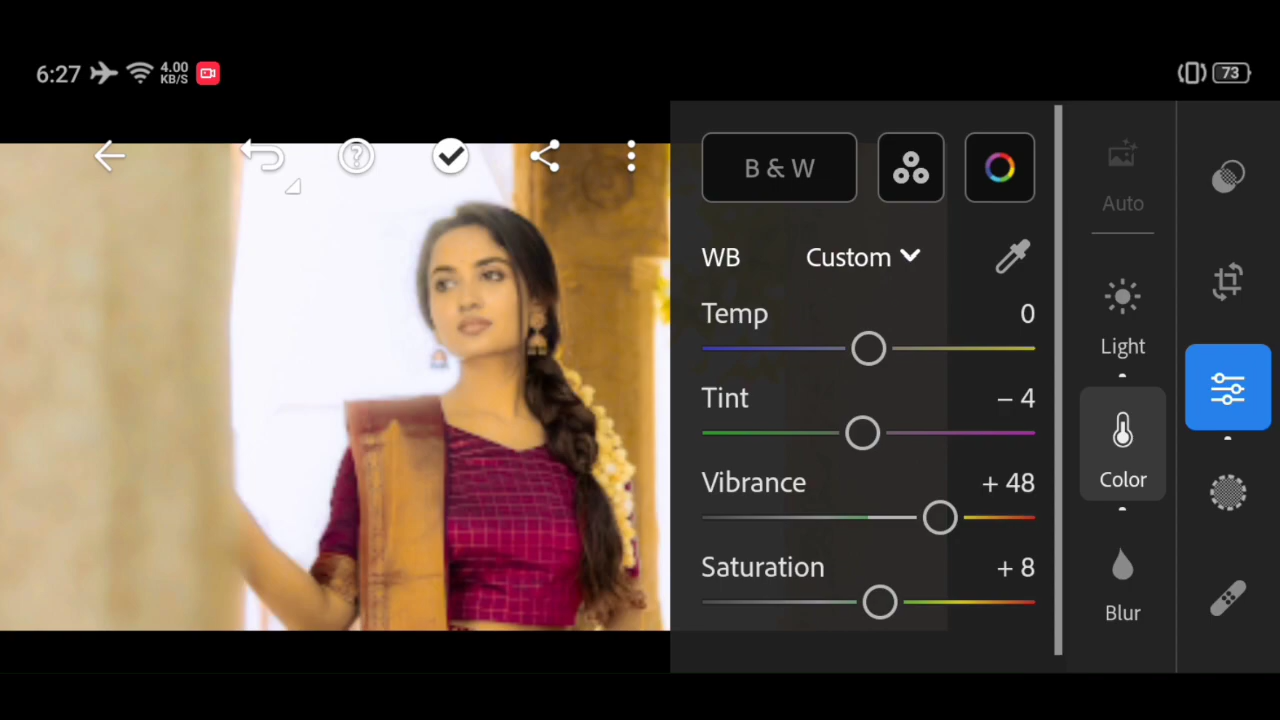 6:27 4.00 KB/S 73
B & W
Auto
WB Custom
Temp 0
Light
Tint – 4
Color
Vibrance + 48
Saturation + 8
Blur